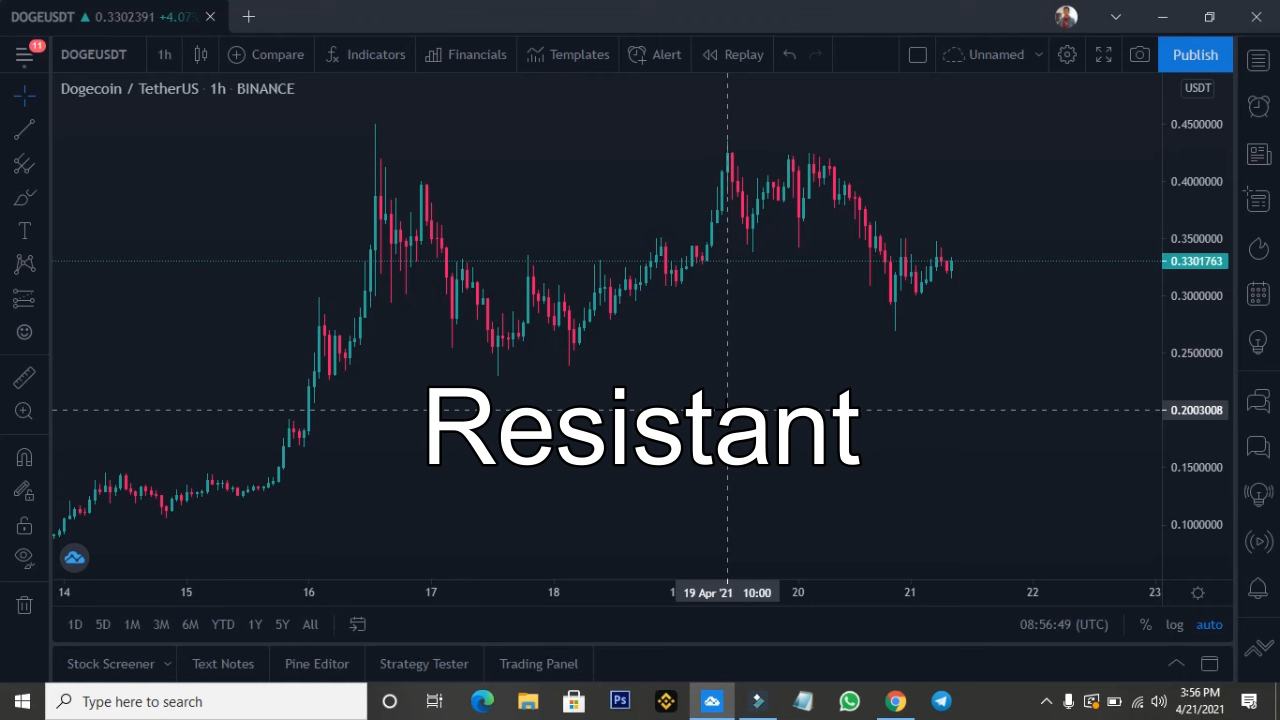 DOGEUSDT ▲ 0.3302391 +4.07%
11 DOGEUSDT 1h Compare Indicators Financials Templates Alert Replay Unnamed Publish
Dogecoin / TetherUS 1h BINANCE
USDT
0.4500000
0.4000000
0.3500000
0.3301763
0.3000000
0.2500000
0.2003008
Resistant
0.1500000
0.1000000
14 15 16 17 18 19 Apr '21 10:00 20 21 22 23
1D 5D 1M 3M 6M YTD 1Y 5Y All 08:56:49 (UTC) % log auto
Stock Screener Text Notes Pine Editor Strategy Tester Trading Panel
Type here to search
Ps
3:56 PM
4/21/2021